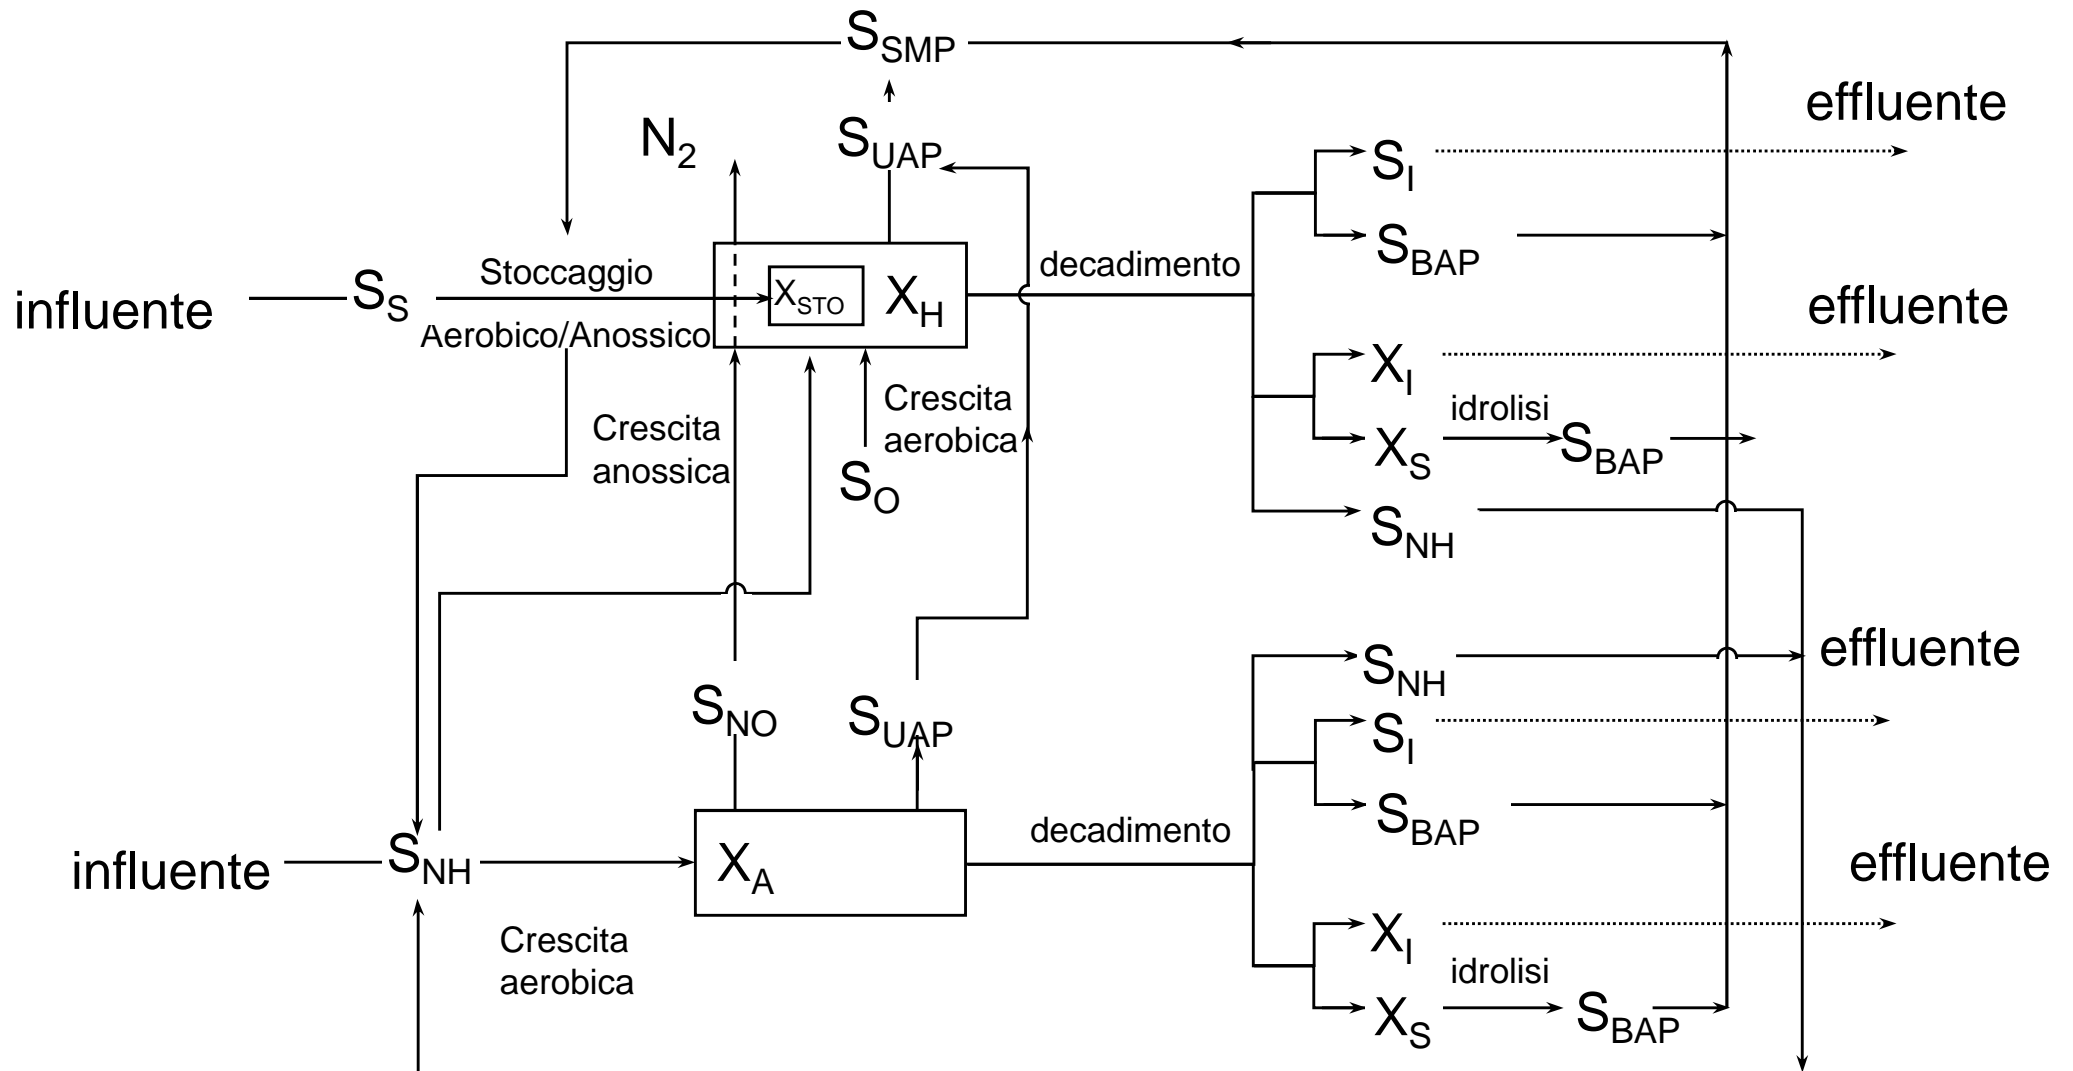 S_SMP
effluente
N_2
S_UAP
S_I
S_BAP
decadimento
Stoccaggio
influente
S_S
X_STO
X_H
effluente
Aerobico/Anossico
X_I
Crescita
aerobica
idrolisi
Crescita
anossica
X_S
S_BAP
S_O
S_NH
effluente
S_NH
S_NO
S_UAP
S_I
S_BAP
decadimento
influente
S_NH
X_A
effluente
Crescita
aerobica
X_I
idrolisi
X_S
S_BAP